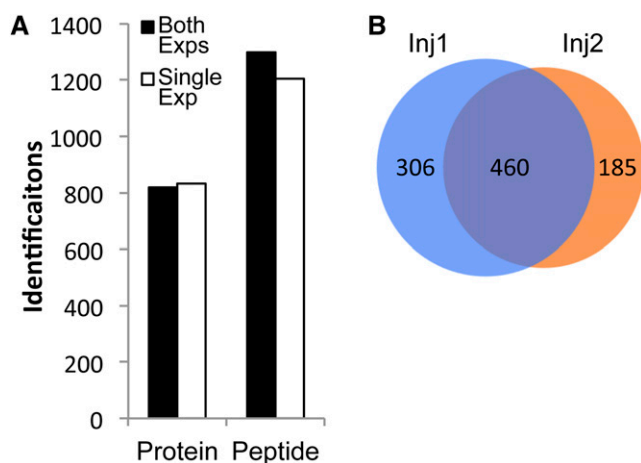 A
Identificaitons
1400
1200
1000
800
600
400
200
0
Both
Exps
Single
Exp
Protein Peptide
B
Inj1 Inj2
306 460 185